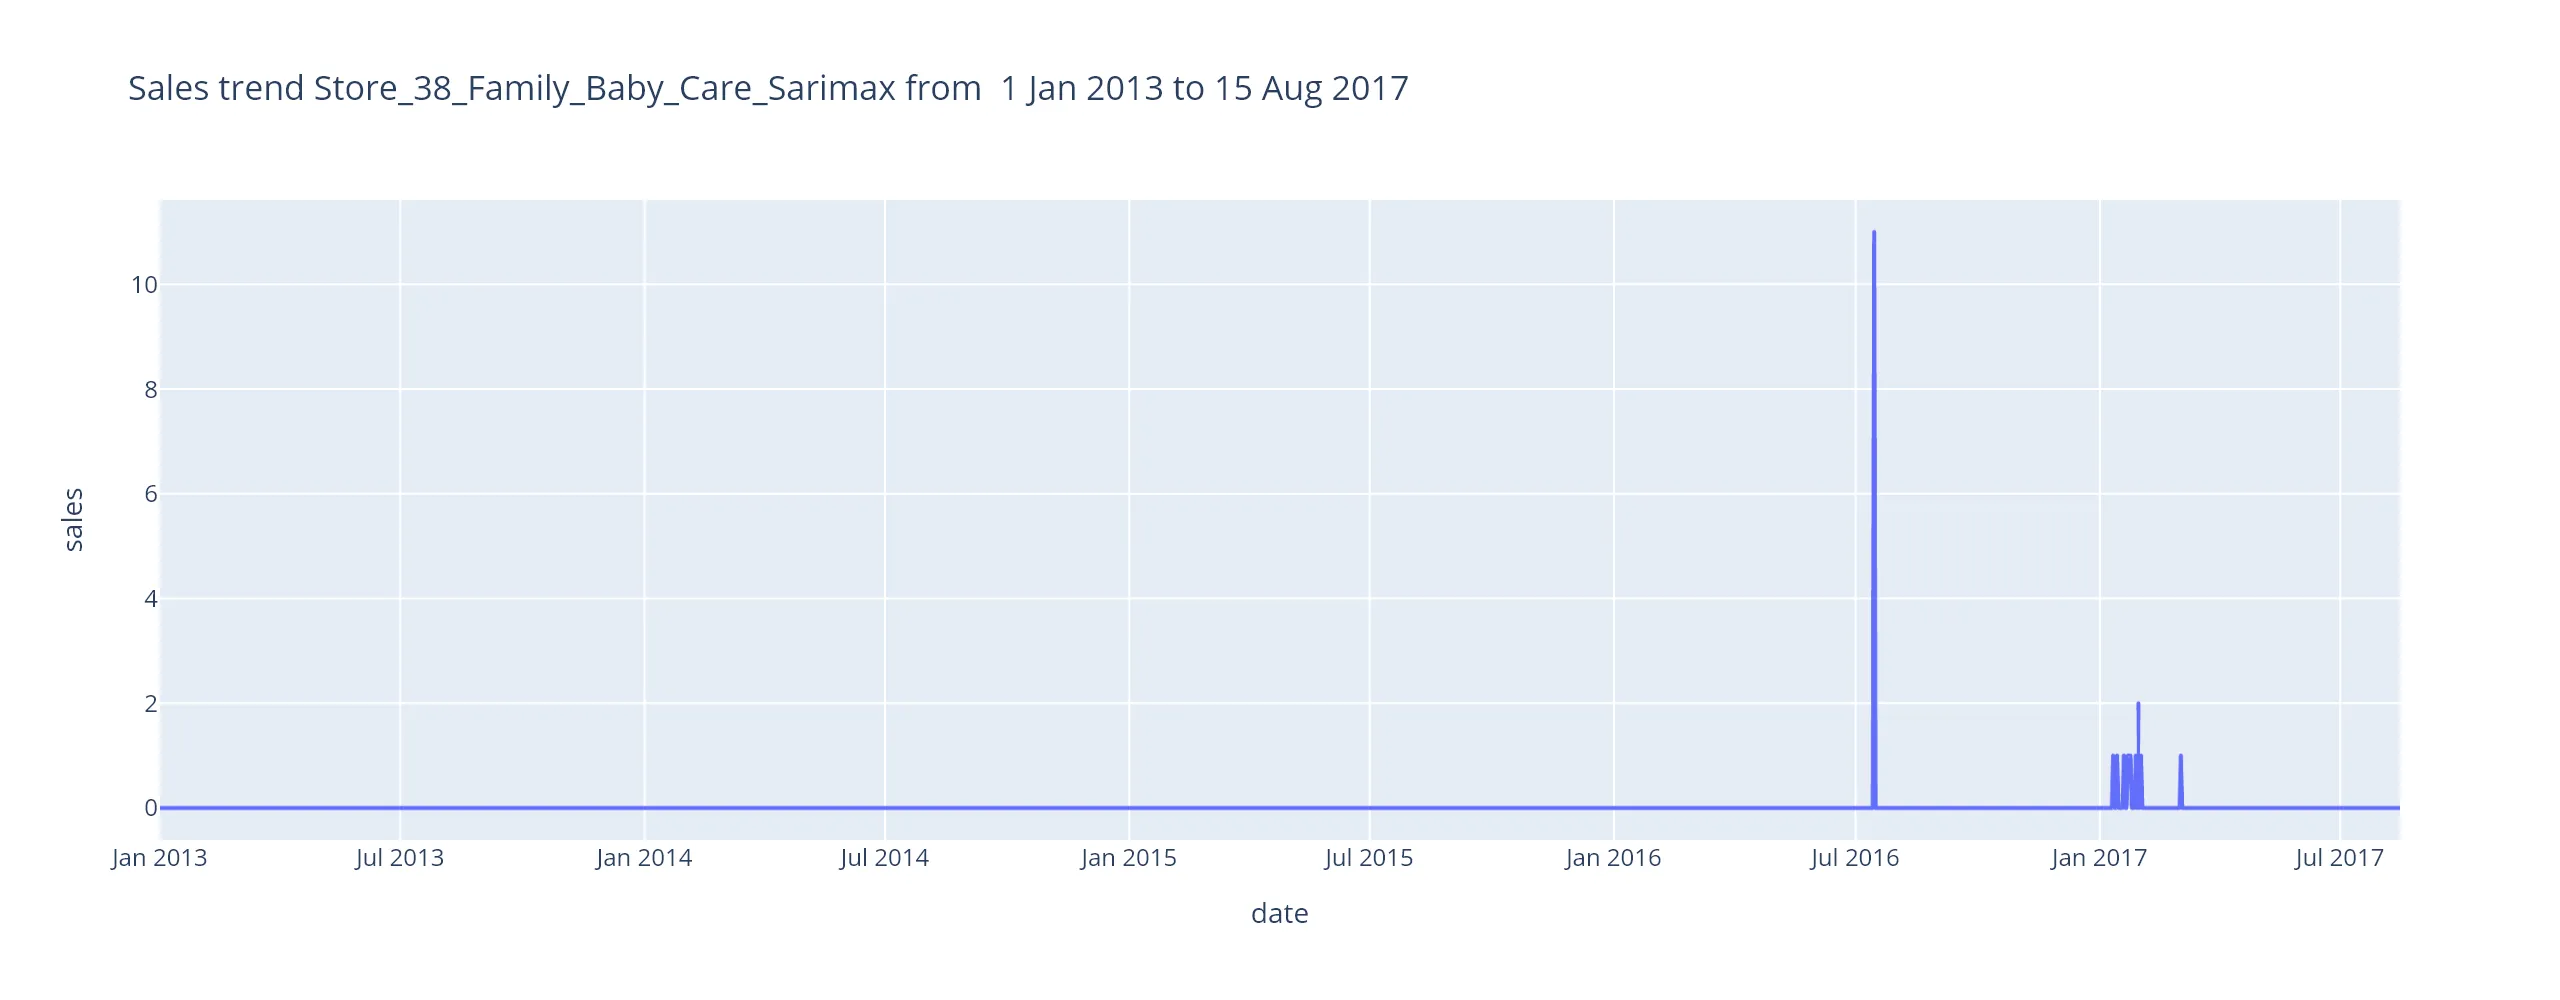 Sales trend Store_38_Family_Baby_Care_Sarimax from  1 Jan 2013 to 15 Aug 2017
10
8
6
4
2
0
sales
Jan 2013 Jul 2013 Jan 2014 Jul 2014 Jan 2015 Jul 2015 Jan 2016 Jul 2016 Jan 2017 Jul 2017
date